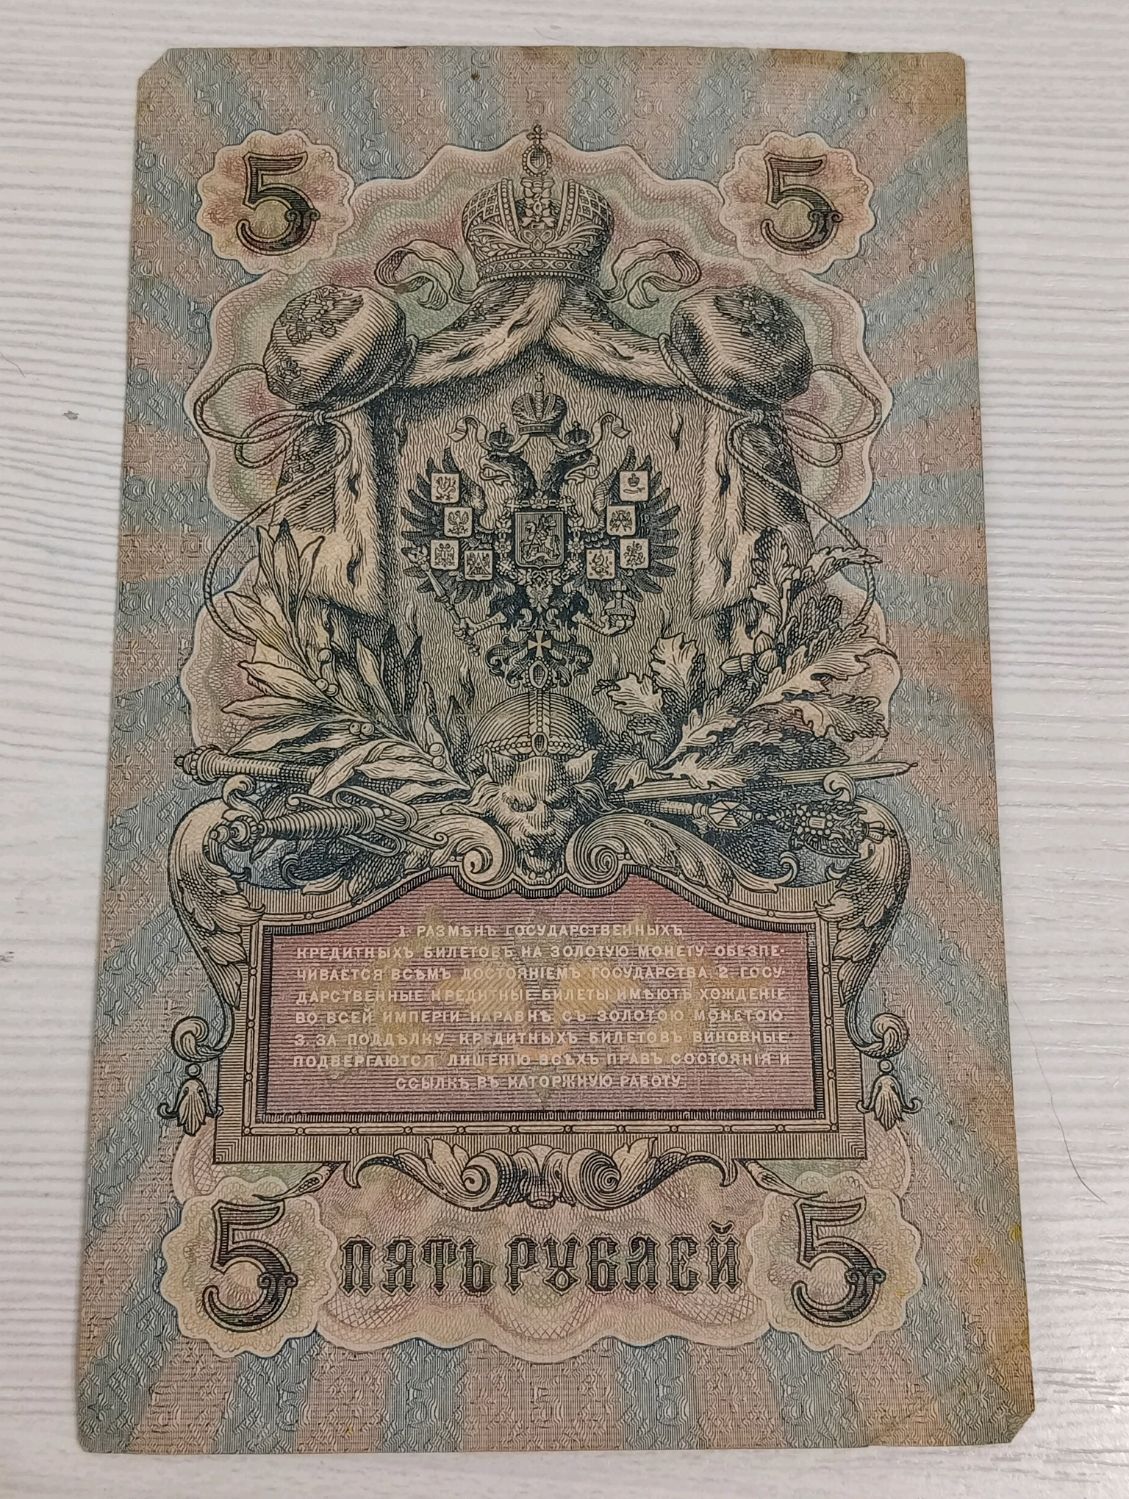 5 5
1. РАЗМѢНЪ ГОСУДАРСТВЕННЫХЪ
КРЕДИТНЫХЪ БИЛЕТОВЪ НА ЗОЛОТУЮ МОНЕТУ ОБЕЗПЕ-
ЧИВАЕТСЯ ВСѢМЪ ДОСТОЯНІЕМЪ ГОСУДАРСТВА 2. ГОСУ-
ДАРСТВЕННЫЕ КРЕДИТНЫЕ БИЛЕТЫ ИМѢЮТЪ ХОЖДЕНІЕ
ВО ВСЕЙ ИМПЕРІИ НАРАВНѢ СЪ ЗОЛОТОЮ МОНЕТОЮ.
3. ЗА ПОДДѢЛКУ КРЕДИТНЫХЪ БИЛЕТОВЪ ВИНОВНЫЕ
ПОДВЕРГАЮТСЯ ЛИШЕНІЮ ВСѢХЪ ПРАВЪ СОСТОЯНІЯ И
ССЫЛКѢ ВЪ КАТОРЖНУЮ РАБОТУ.
5 ПЯТЬ РУБЛЕЙ 5